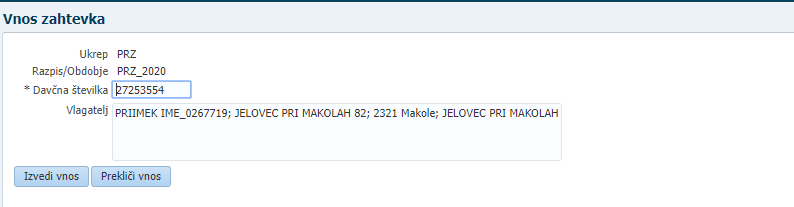 Vnos zahtevka
Ukrep PRZ
Razpis/Obdobje PRZ_2020
* Davčna številka 27253554
Vlagatelj PRIIMEK IME_0267719; JELOVEC PRI MAKOLAH 82; 2321 Makole; JELOVEC PRI MAKOLAH
Izvedi vnos Prekliči vnos